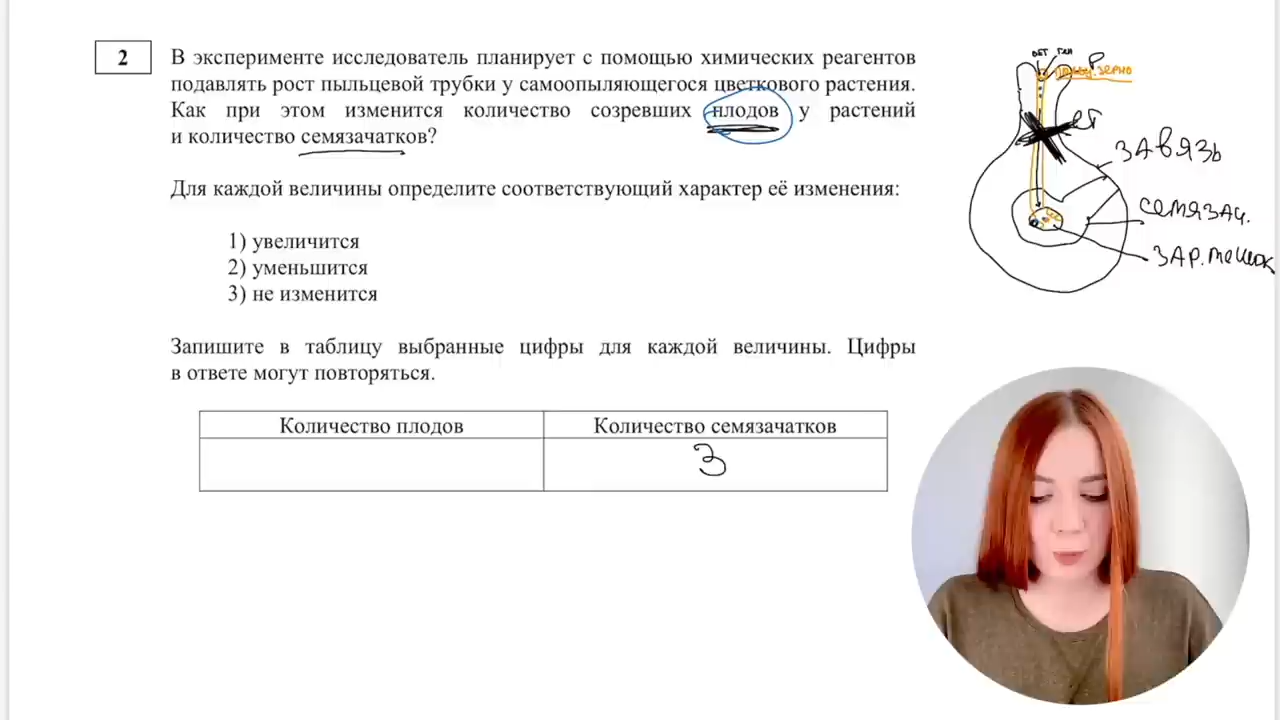 2
В эксперименте исследователь планирует с помощью химических реагентов
подавлять рост пыльцевой трубки у самоопыляющегося цветкового растения.
Как при этом изменится количество созревших плодов у растений
и количество семязачатков?
Для каждой величины определите соответствующий характер её изменения:
1) увеличится
2) уменьшится
3) не изменится
Запишите в таблицу выбранные цифры для каждой величины. Цифры
в ответе могут повторяться.
Количество плодов Количество семязачатков
3
ВЕГ ГЕН
Р
ЗАВЯЗЬ
СЕМЯЗАЧ.
ЗАР. МЕШОК